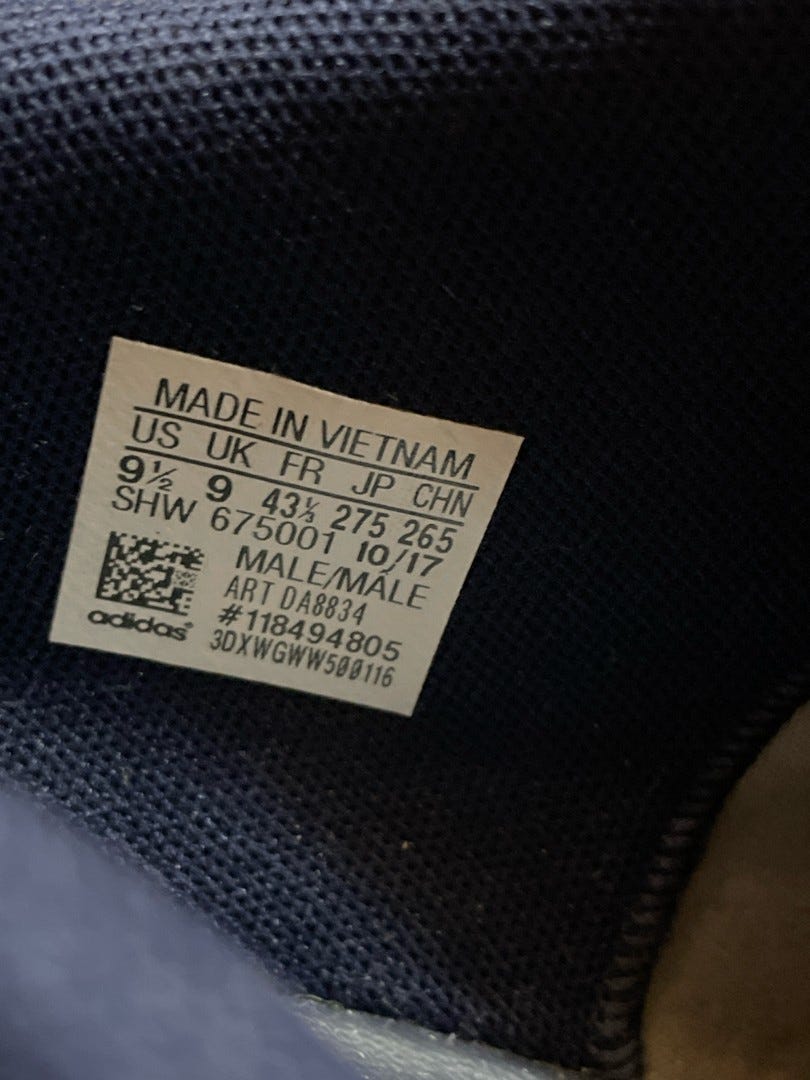 MADE IN VIETNAM
US UK FR JP CHN
9½ 9 43⅓ 275 265
SHW 675001 10/17
MALE/MÂLE
ART DA8834
#118494805
3DXWGWW500116
adidas